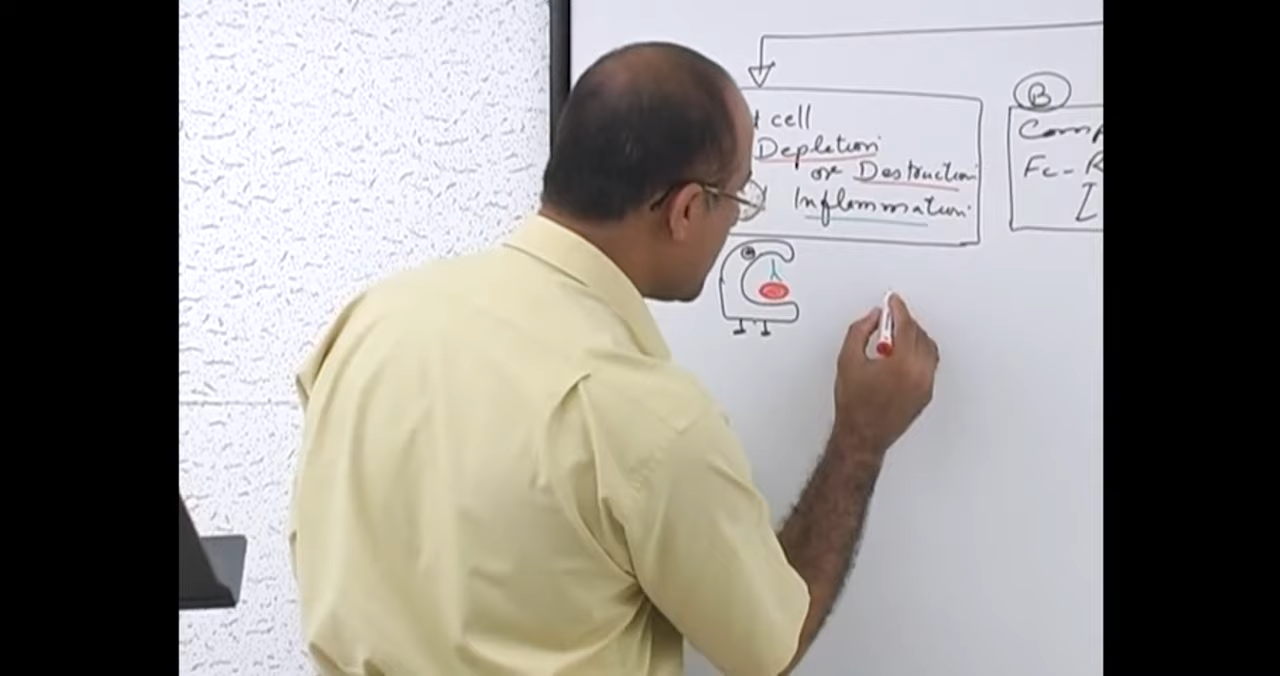 cell
Depletion
or Destruction
Inflammation
B
Comp
Fc - R
[